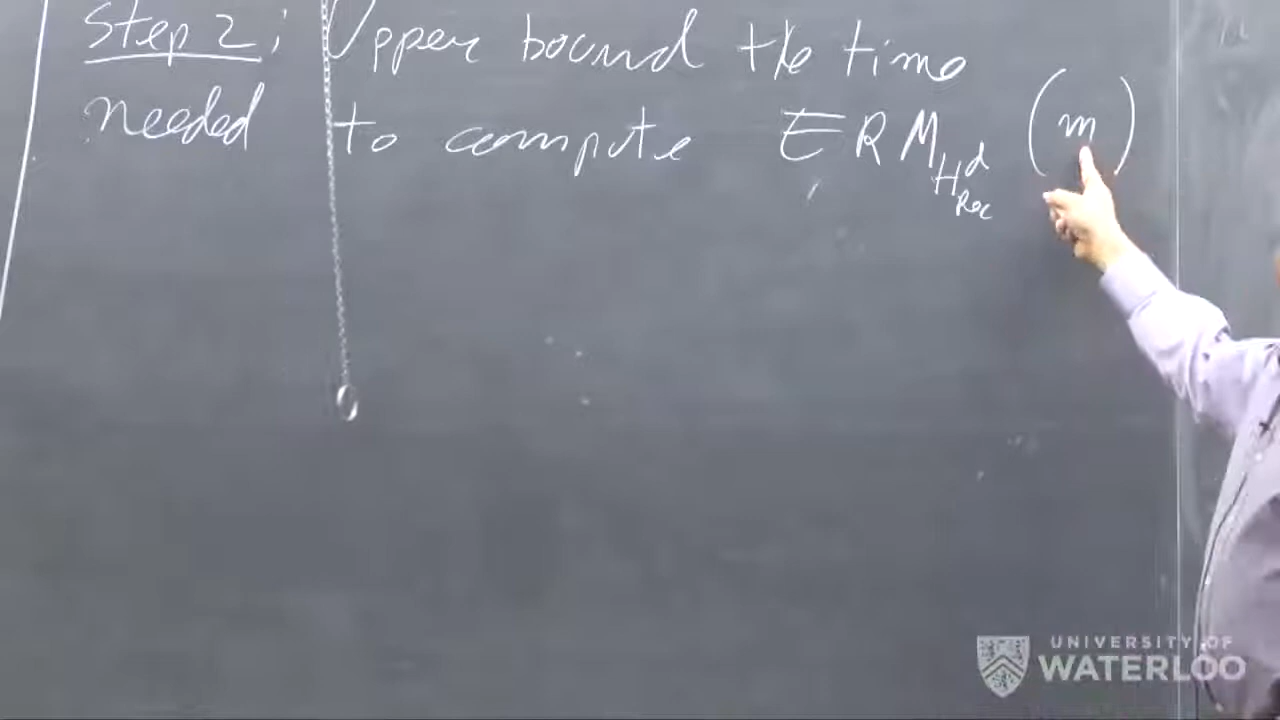 Step 2: Upper bound the time
needed to compute ERM_{H^d_{Rec}} (m)
UNIVERSITY OF
WATERLOO